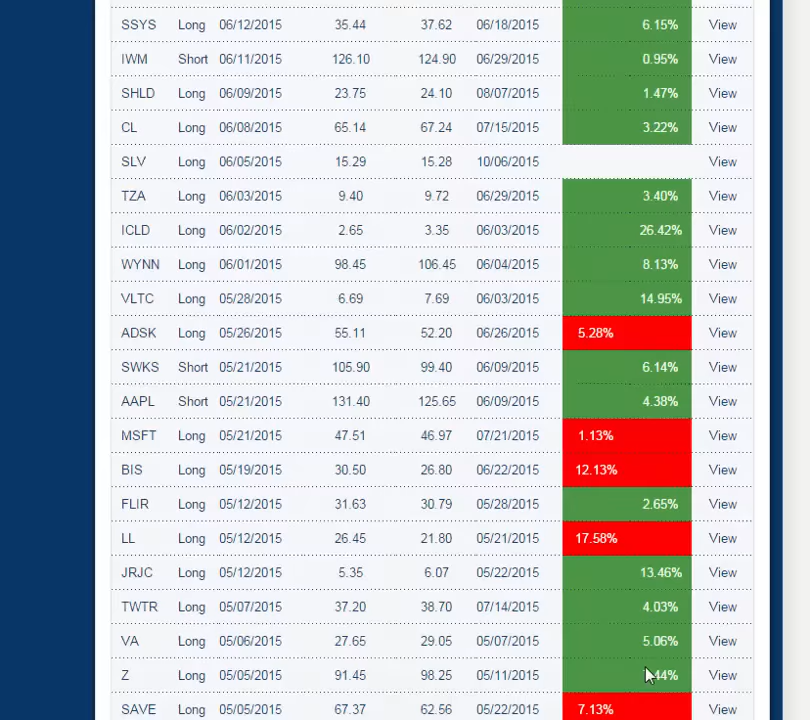 SSYS Long 06/12/2015 35.44 37.62 06/18/2015 6.15% View
IWM Short 06/11/2015 126.10 124.90 06/29/2015 0.95% View
SHLD Long 06/09/2015 23.75 24.10 08/07/2015 1.47% View
CL Long 06/08/2015 65.14 67.24 07/15/2015 3.22% View
SLV Long 06/05/2015 15.29 15.28 10/06/2015 View
TZA Long 06/03/2015 9.40 9.72 06/29/2015 3.40% View
ICLD Long 06/02/2015 2.65 3.35 06/03/2015 26.42% View
WYNN Long 06/01/2015 98.45 106.45 06/04/2015 8.13% View
VLTC Long 05/28/2015 6.69 7.69 06/03/2015 14.95% View
ADSK Long 05/26/2015 55.11 52.20 06/26/2015 5.28% View
SWKS Short 05/21/2015 105.90 99.40 06/09/2015 6.14% View
AAPL Short 05/21/2015 131.40 125.65 06/09/2015 4.38% View
MSFT Long 05/21/2015 47.51 46.97 07/21/2015 1.13% View
BIS Long 05/19/2015 30.50 26.80 06/22/2015 12.13% View
FLIR Long 05/12/2015 31.63 30.79 05/28/2015 2.65% View
LL Long 05/12/2015 26.45 21.80 05/21/2015 17.58% View
JRJC Long 05/12/2015 5.35 6.07 05/22/2015 13.46% View
TWTR Long 05/07/2015 37.20 38.70 07/14/2015 4.03% View
VA Long 05/06/2015 27.65 29.05 05/07/2015 5.06% View
Z Long 05/05/2015 91.45 98.25 05/11/2015 View
SAVE Long 05/05/2015 67.37 62.56 05/22/2015 7.13% View